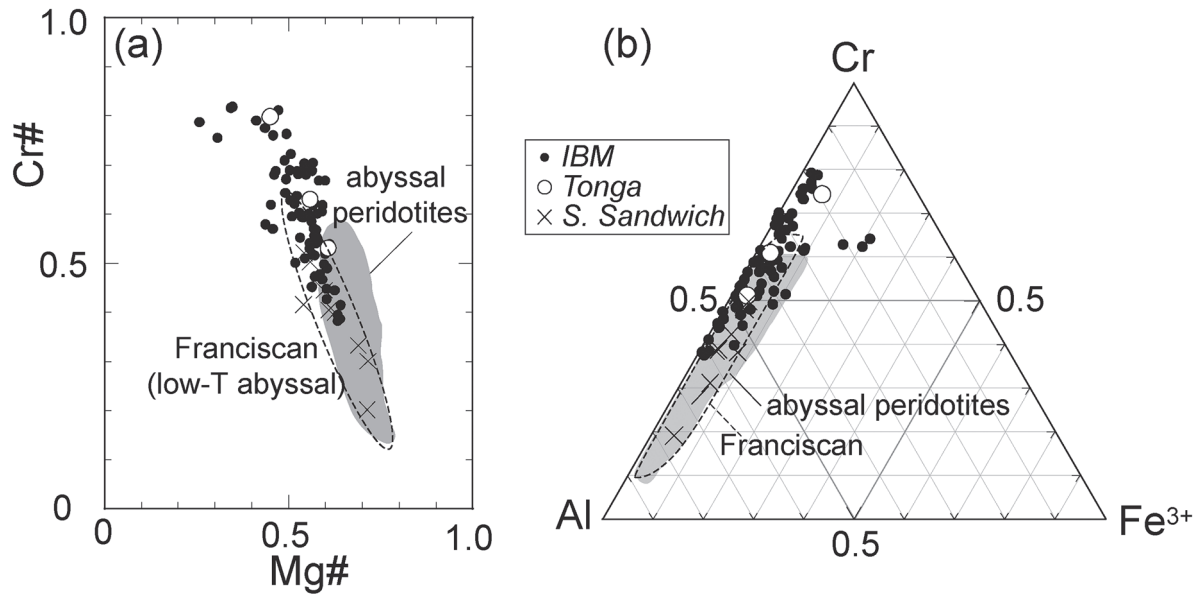 (a)
1.0
0.5
0
Cr#
abyssal
peridotites
Franciscan
(low-T abyssal)
0
0.5
1.0
Mg#
(b)
Cr
IBM
Tonga
S. Sandwich
0.5
0.5
abyssal peridotites
Franciscan
Al
Fe³⁺
0.5